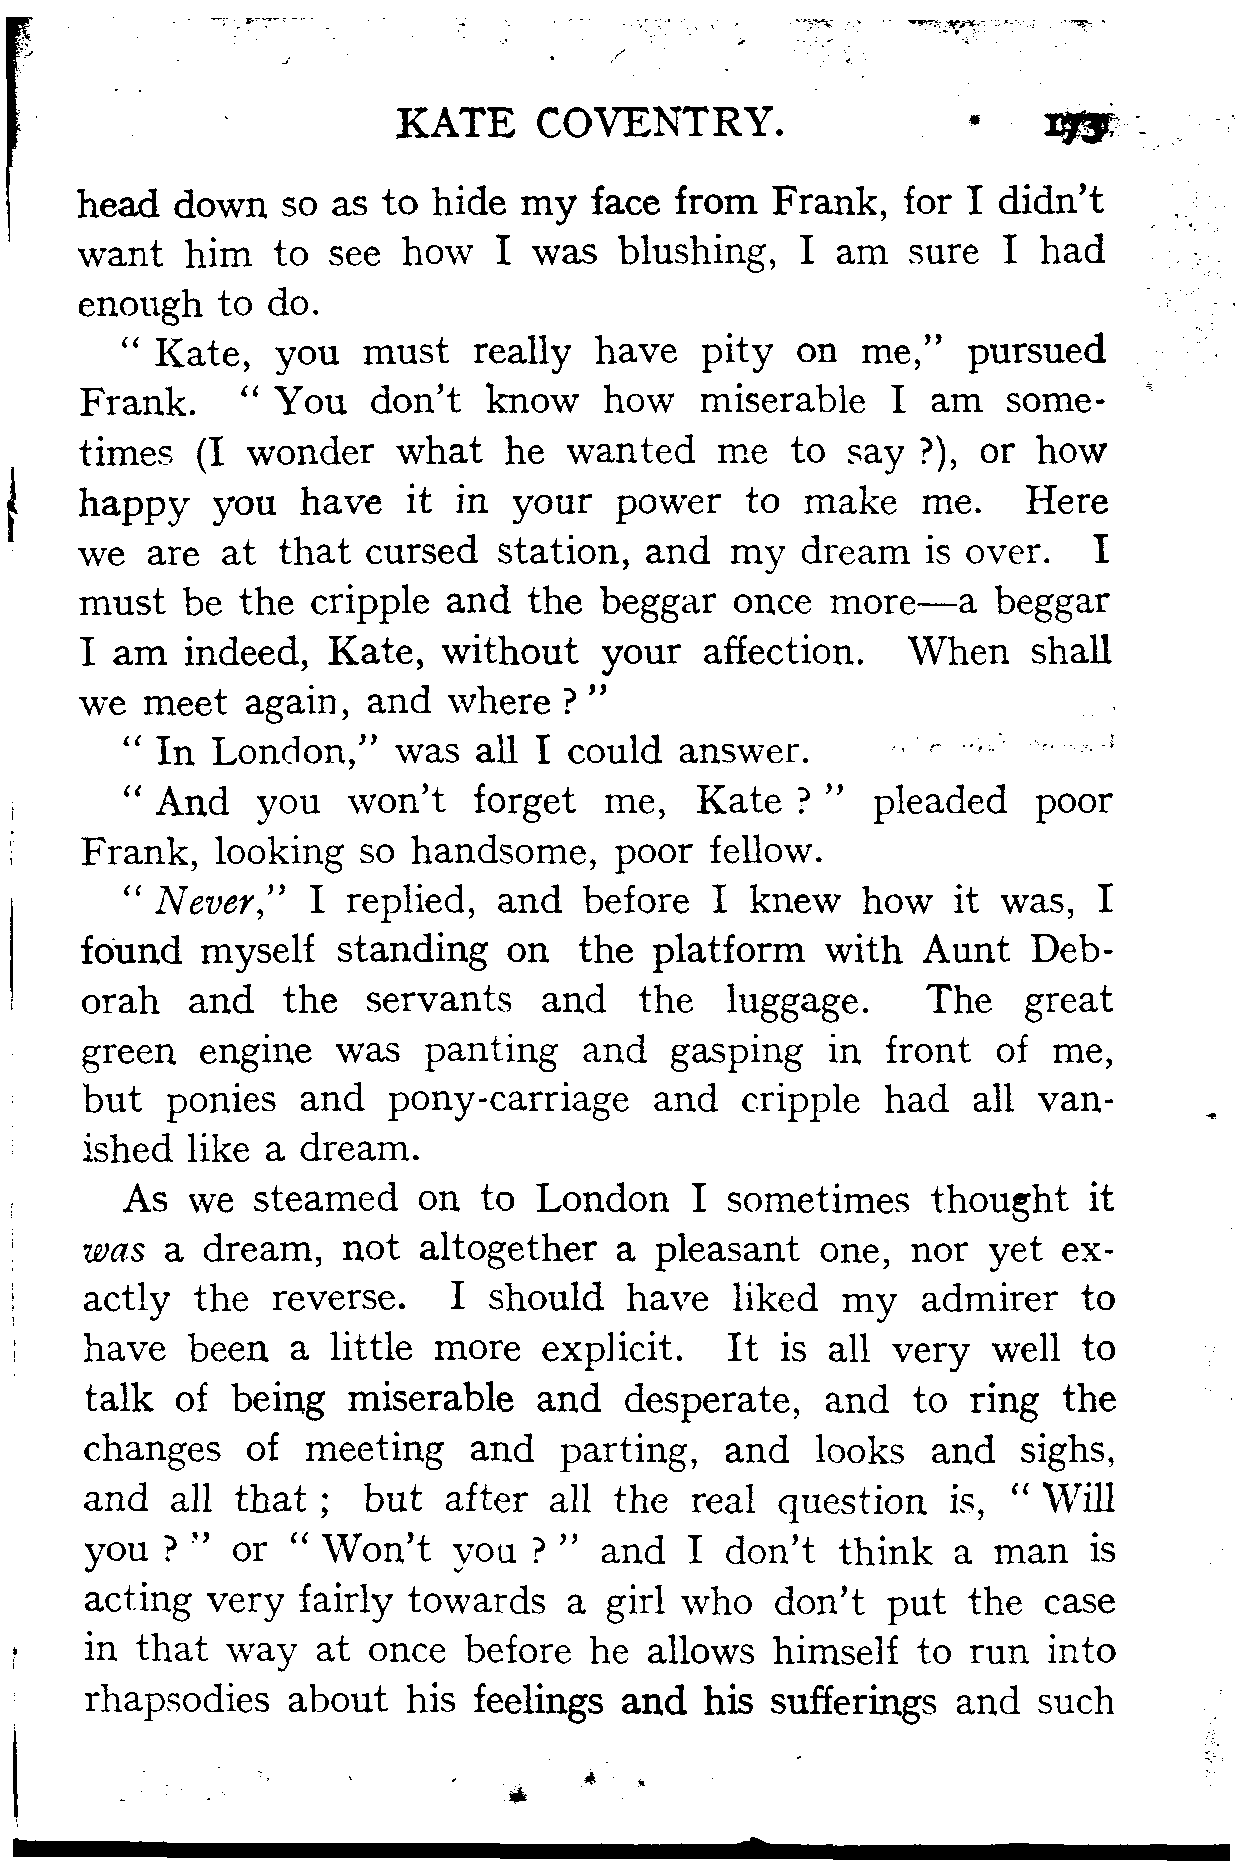 KATE COVENTRY. 173
head down so as to hide my face from Frank, for I didn't
want him to see how I was blushing, I am sure I had
enough to do.
" Kate, you must really have pity on me," pursued
Frank. " You don't know how miserable I am some-
times (I wonder what he wanted me to say ?), or how
happy you have it in your power to make me. Here
we are at that cursed station, and my dream is over. I
must be the cripple and the beggar once more—a beggar
I am indeed, Kate, without your affection. When shall
we meet again, and where ? "
" In London," was all I could answer.
" And you won't forget me, Kate ? " pleaded poor
Frank, looking so handsome, poor fellow.
" Never," I replied, and before I knew how it was, I
found myself standing on the platform with Aunt Deb-
orah and the servants and the luggage. The great
green engine was panting and gasping in front of me,
but ponies and pony-carriage and cripple had all van-
ished like a dream.
As we steamed on to London I sometimes thought it
was a dream, not altogether a pleasant one, nor yet ex-
actly the reverse. I should have liked my admirer to
have been a little more explicit. It is all very well to
talk of being miserable and desperate, and to ring the
changes of meeting and parting, and looks and sighs,
and all that ; but after all the real question is, " Will
you ? " or " Won't you ? " and I don't think a man is
acting very fairly towards a girl who don't put the case
in that way at once before he allows himself to run into
rhapsodies about his feelings and his sufferings and such